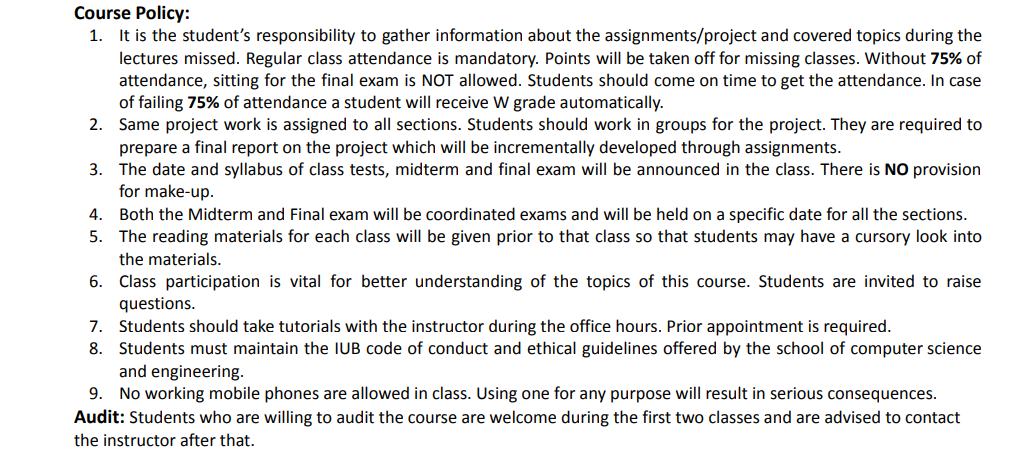 Course Policy:
1. It is the student’s responsibility to gather information about the assignments/project and covered topics during the
lectures missed. Regular class attendance is mandatory. Points will be taken off for missing classes. Without 75% of
attendance, sitting for the final exam is NOT allowed. Students should come on time to get the attendance. In case
of failing 75% of attendance a student will receive W grade automatically.
2. Same project work is assigned to all sections. Students should work in groups for the project. They are required to
prepare a final report on the project which will be incrementally developed through assignments.
3. The date and syllabus of class tests, midterm and final exam will be announced in the class. There is NO provision
for make-up.
4. Both the Midterm and Final exam will be coordinated exams and will be held on a specific date for all the sections.
5. The reading materials for each class will be given prior to that class so that students may have a cursory look into
the materials.
6. Class participation is vital for better understanding of the topics of this course. Students are invited to raise
questions.
7. Students should take tutorials with the instructor during the office hours. Prior appointment is required.
8. Students must maintain the IUB code of conduct and ethical guidelines offered by the school of computer science
and engineering.
9. No working mobile phones are allowed in class. Using one for any purpose will result in serious consequences.
Audit: Students who are willing to audit the course are welcome during the first two classes and are advised to contact
the instructor after that.